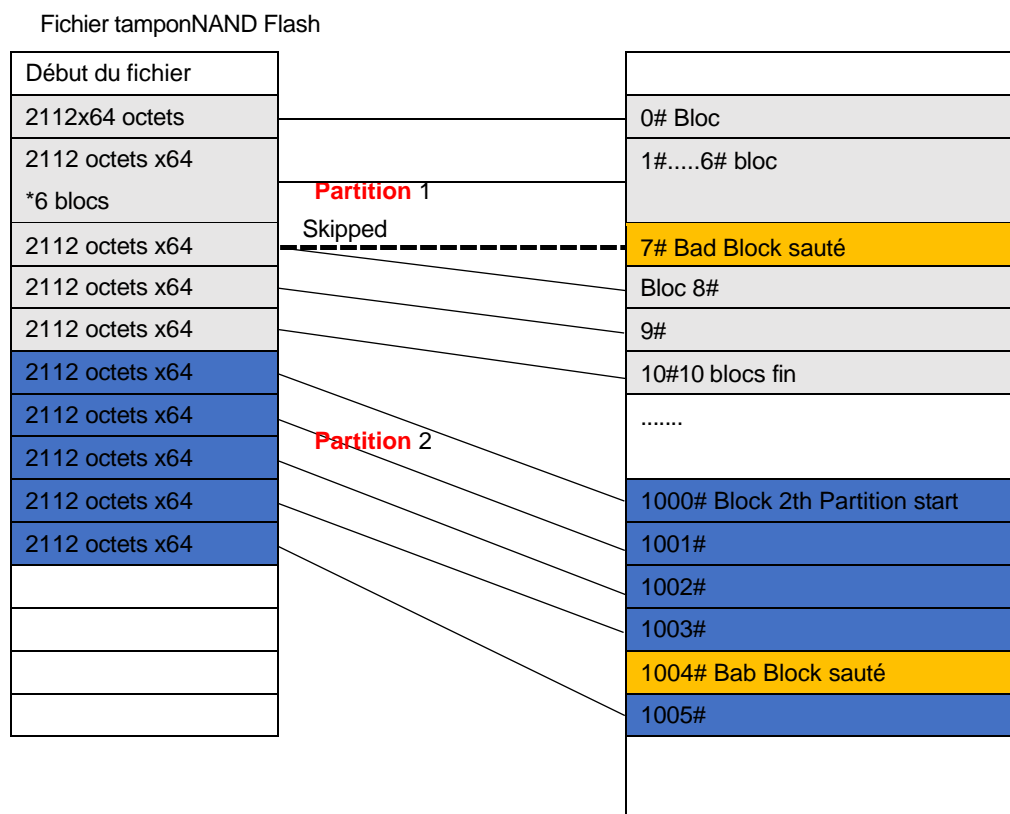 Fichier tamponNAND Flash
Début du fichier
2112x64 octets
2112 octets x64
*6 blocs
2112 octets x64
2112 octets x64
2112 octets x64
2112 octets x64
2112 octets x64
2112 octets x64
2112 octets x64
2112 octets x64
Partition 1
Skipped
Partition 2
0# Bloc
1#.....6# bloc
7# Bad Block sauté
Bloc 8#
9#
10#10 blocs fin
.......
1000# Block 2th Partition start
1001#
1002#
1003#
1004# Bab Block sauté
1005#